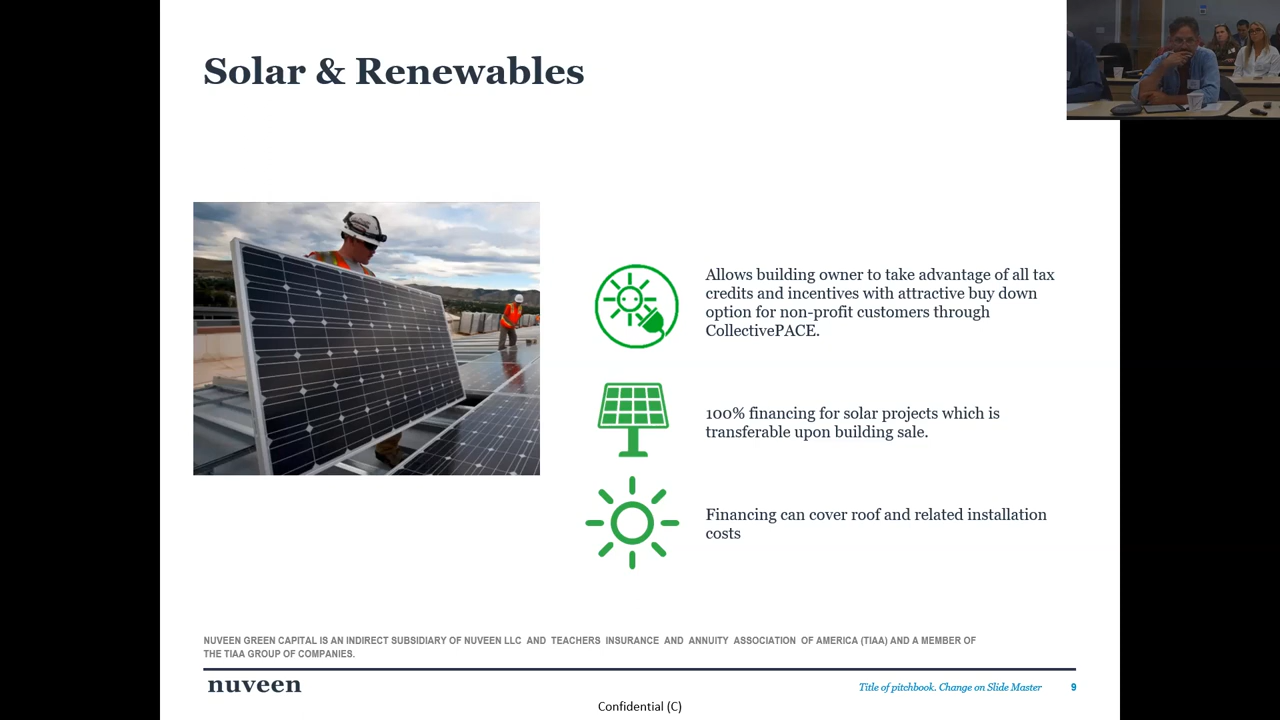 Solar & Renewables
Allows building owner to take advantage of all tax
credits and incentives with attractive buy down
option for non-profit customers through
CollectivePACE.
100% financing for solar projects which is
transferable upon building sale.
Financing can cover roof and related installation
costs
NUVEEN GREEN CAPITAL IS AN INDIRECT SUBSIDIARY OF NUVEEN LLC AND TEACHERS INSURANCE AND ANNUITY ASSOCIATION OF AMERICA (TIAA) AND A MEMBER OF
THE TIAA GROUP OF COMPANIES.
nuveen
Title of pitchbook. Change on Slide Master 9
Confidential (C)